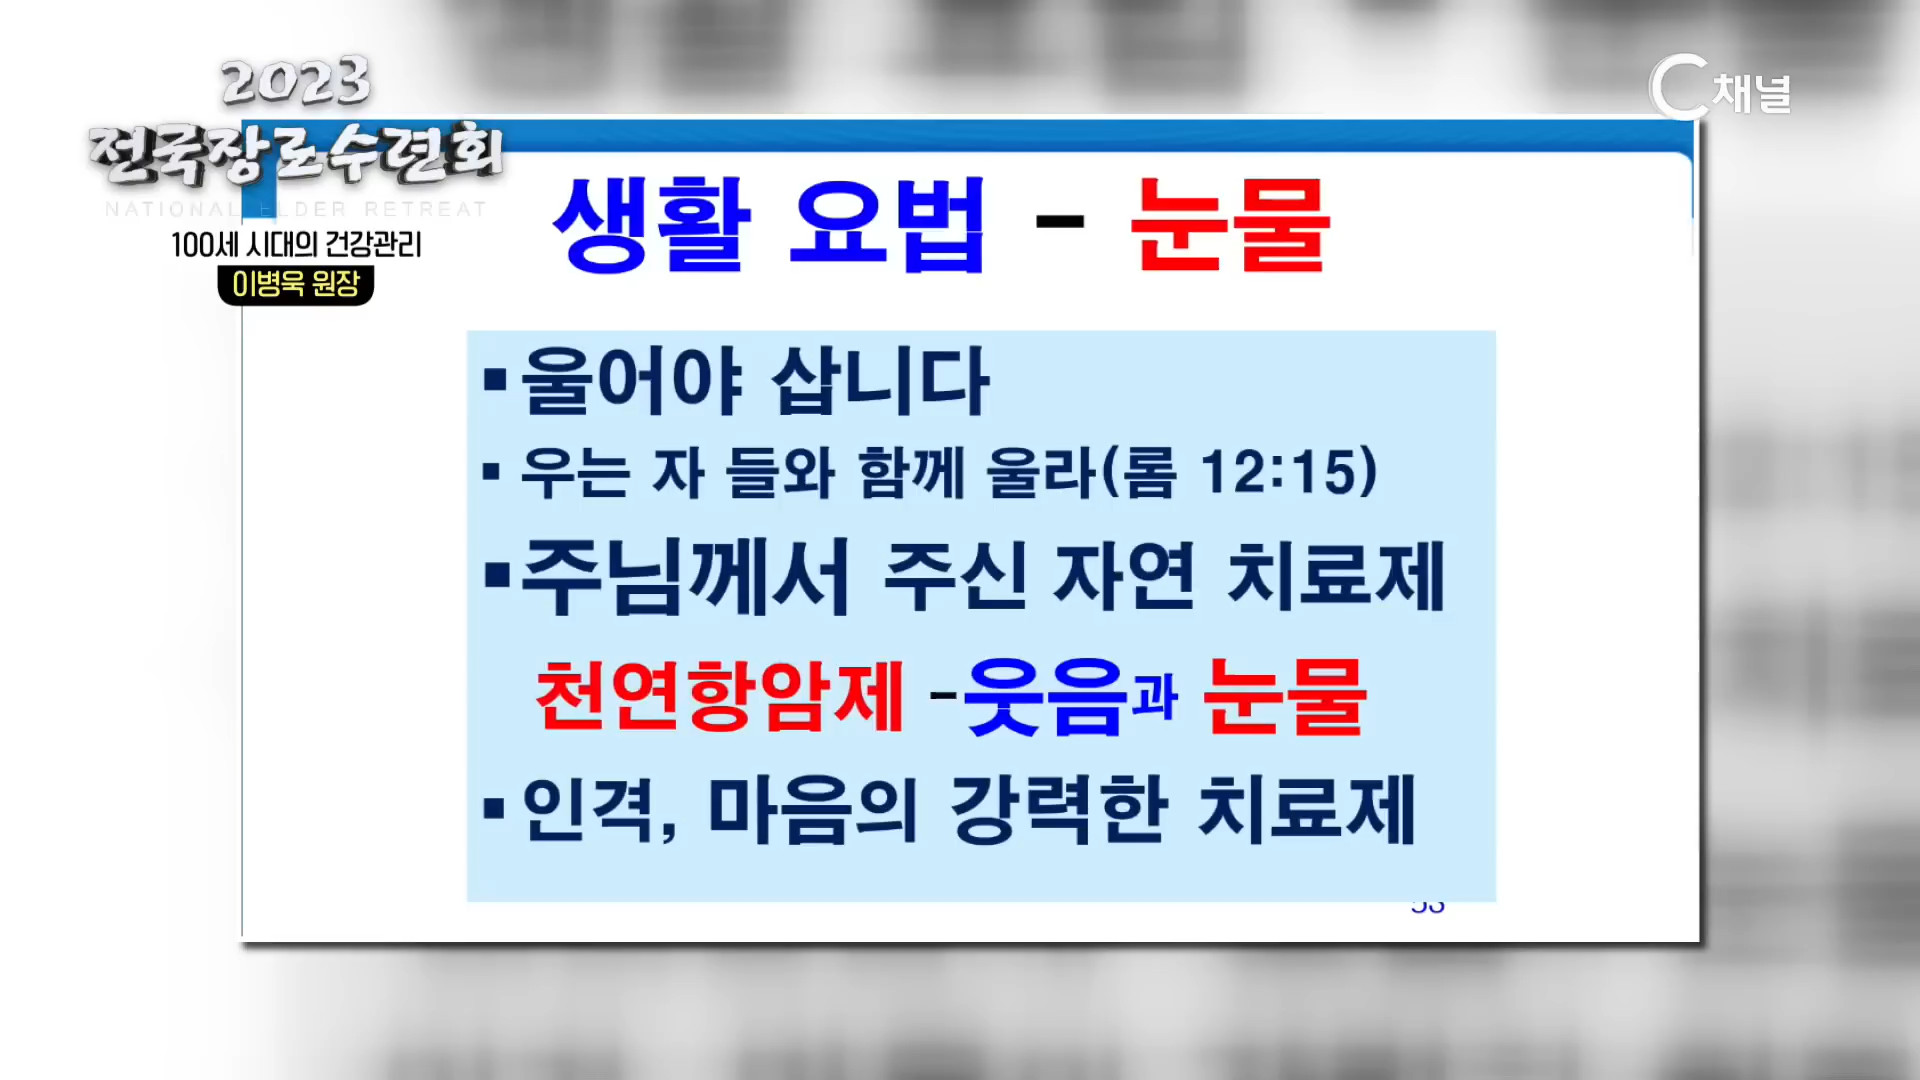 2023
전국장로수련회
NATIONAL ELDER RETREAT
100세 시대의 건강관리
이병욱 원장
C채널
생활 요법 - 눈물
▪울어야 삽니다
▪ 우는 자 들와 함께 울라(롬 12:15)
▪주님께서 주신 자연 치료제
천연항암제 -웃음과 눈물
▪인격, 마음의 강력한 치료제
53